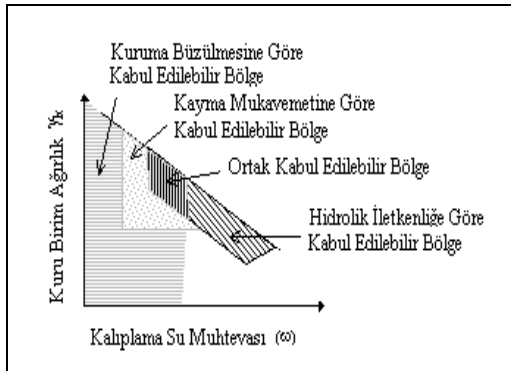 Kuruma Büzülmesine Göre
Kabul Edilebilir Bölge
Kayma Mukavemetine Göre
Kabul Edilebilir Bölge
Ortak Kabul Edilebilir Bölge
Hidrolik İletkenliğe Göre
Kabul Edilebilir Bölge
Kuru Birim Ağırlık γk
Kalıplama Su Muhtevası (ω)